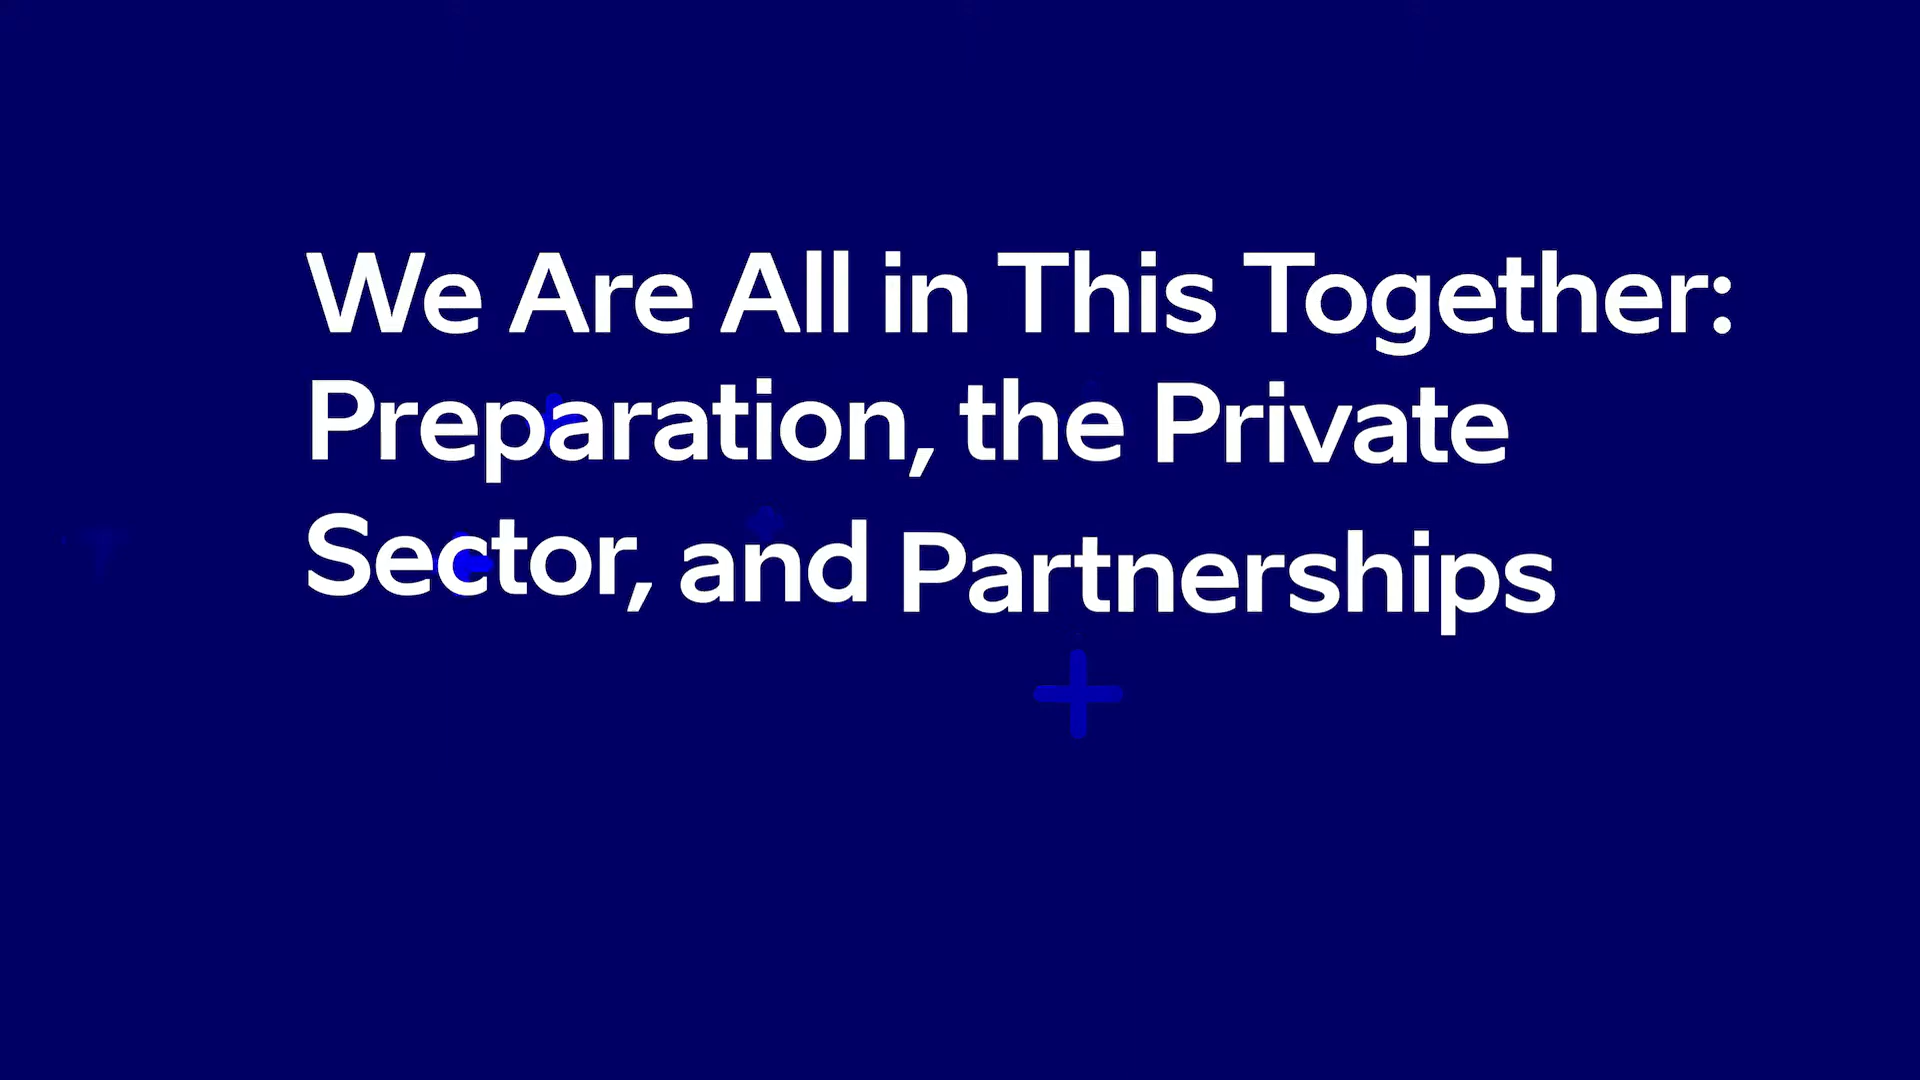 We Are All in This Together:
Preparation, the Private
Sector, and Partnerships